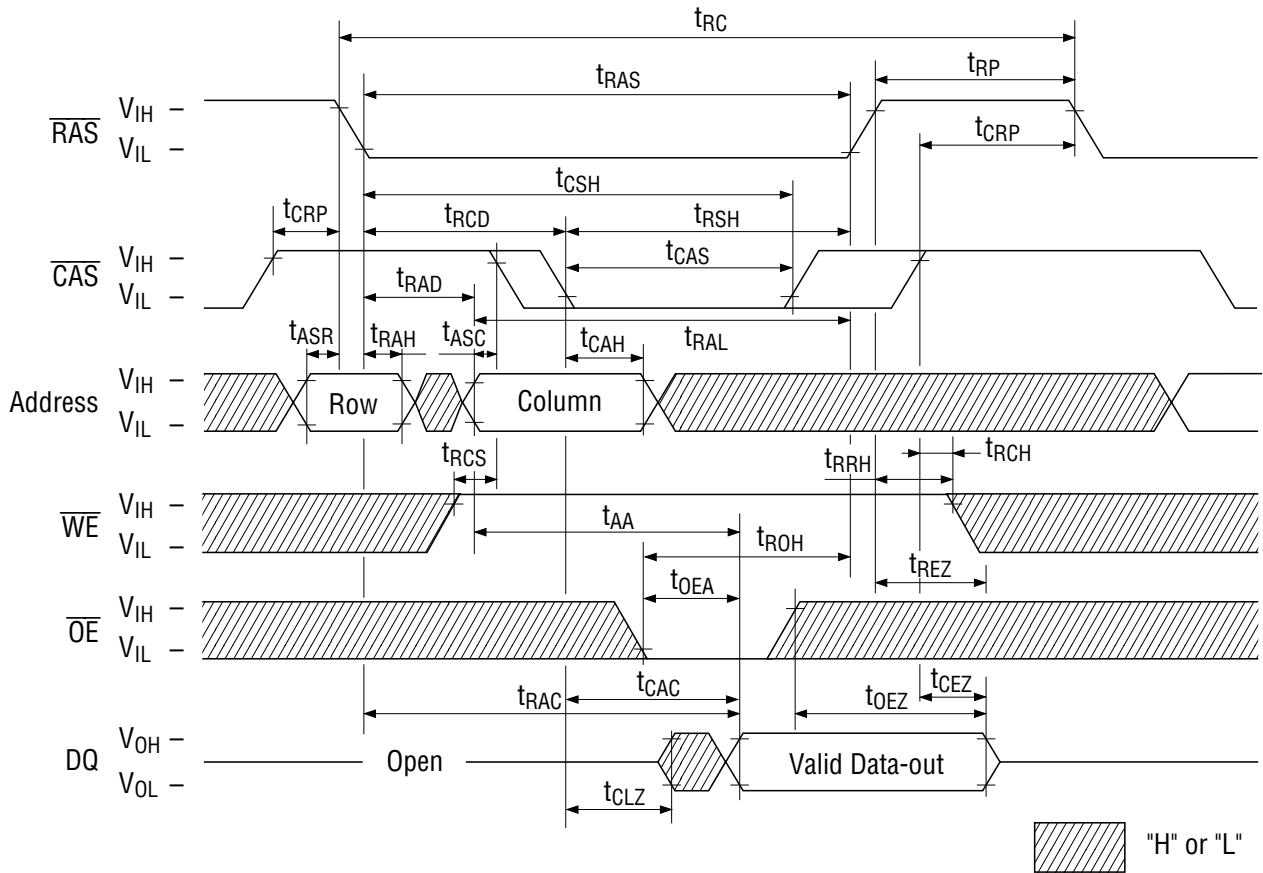 tRC
tRAS
tRP
VIH –
RAS
VIL –
tCRP
tCSH
tCRP
tRCD
tRSH
VIH –
CAS
VIL –
tCAS
tRAD
tRAL
tASR
tRAH
tASC
tCAH
VIH –
Address
VIL –
Row
Column
tRCS
tRRH
tRCH
VIH –
WE
VIL –
tAA
tROH
tREZ
tOEA
VIH –
OE
VIL –
tRAC
tCAC
tOEZ
tCEZ
VOH –
DQ
VOL –
Open
Valid Data-out
tCLZ
"H" or "L"